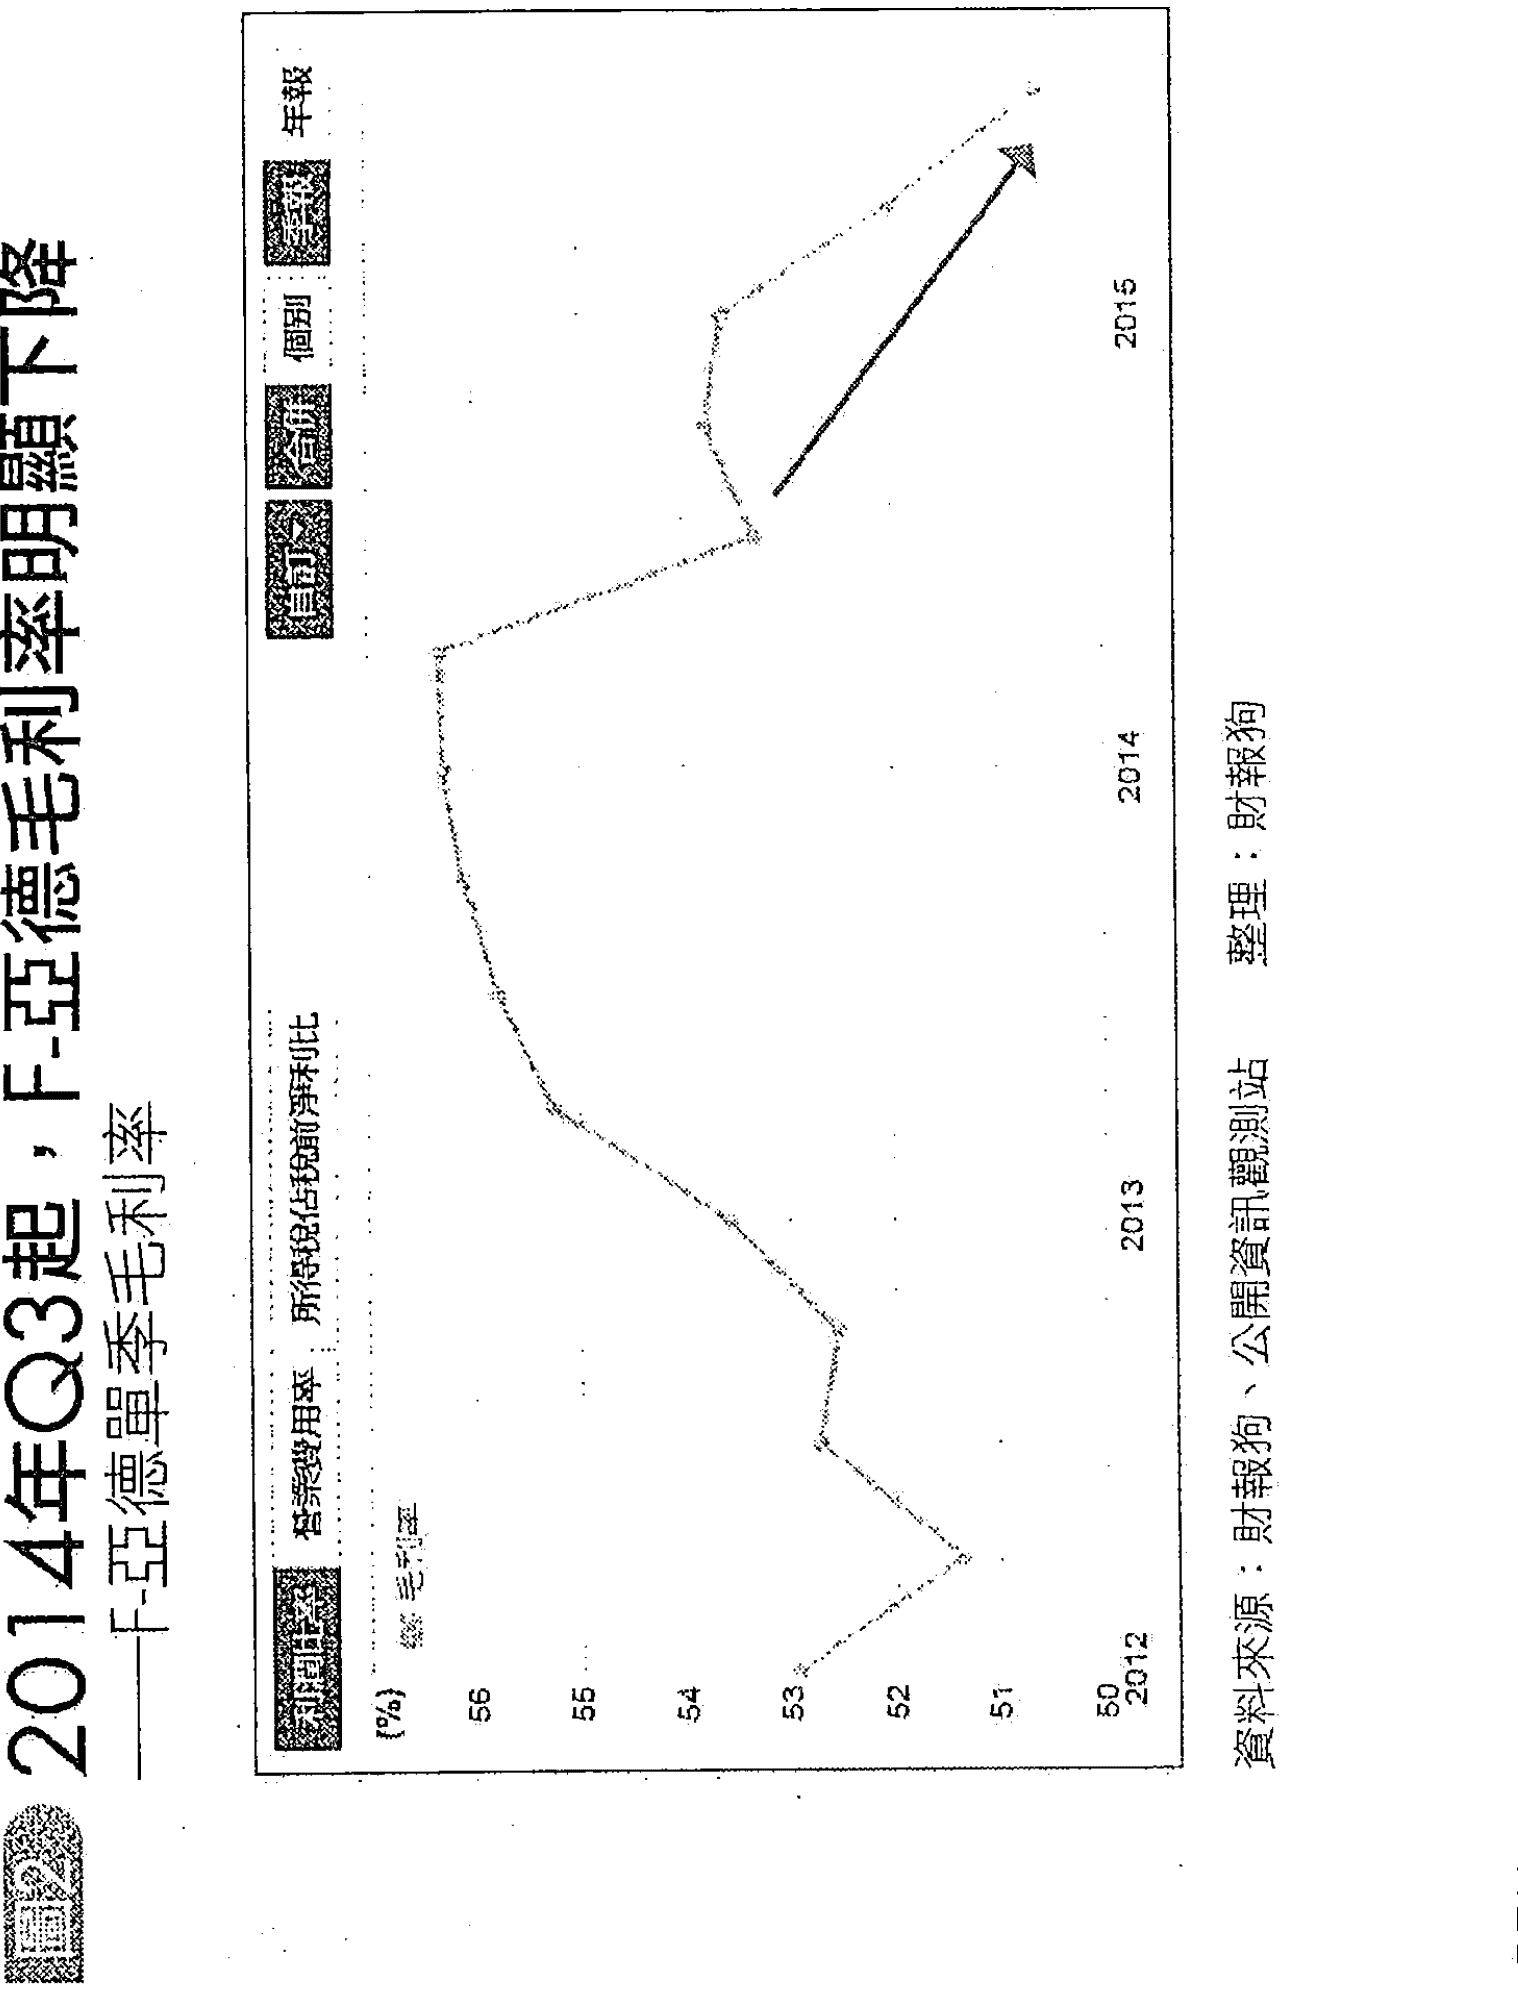 圖2 2014年Q3起，F-亞德毛利率明顯下降
——F-亞德單季毛利率
利潤比率 營業費用率 所得稅佔稅前淨利比 合併 個別 季報 年報
(%)
毛利率
56
55
54
53
52
51
50
2012 2013 2014 2015
資料來源：財報狗、公開資訊觀測站 整理：財報狗